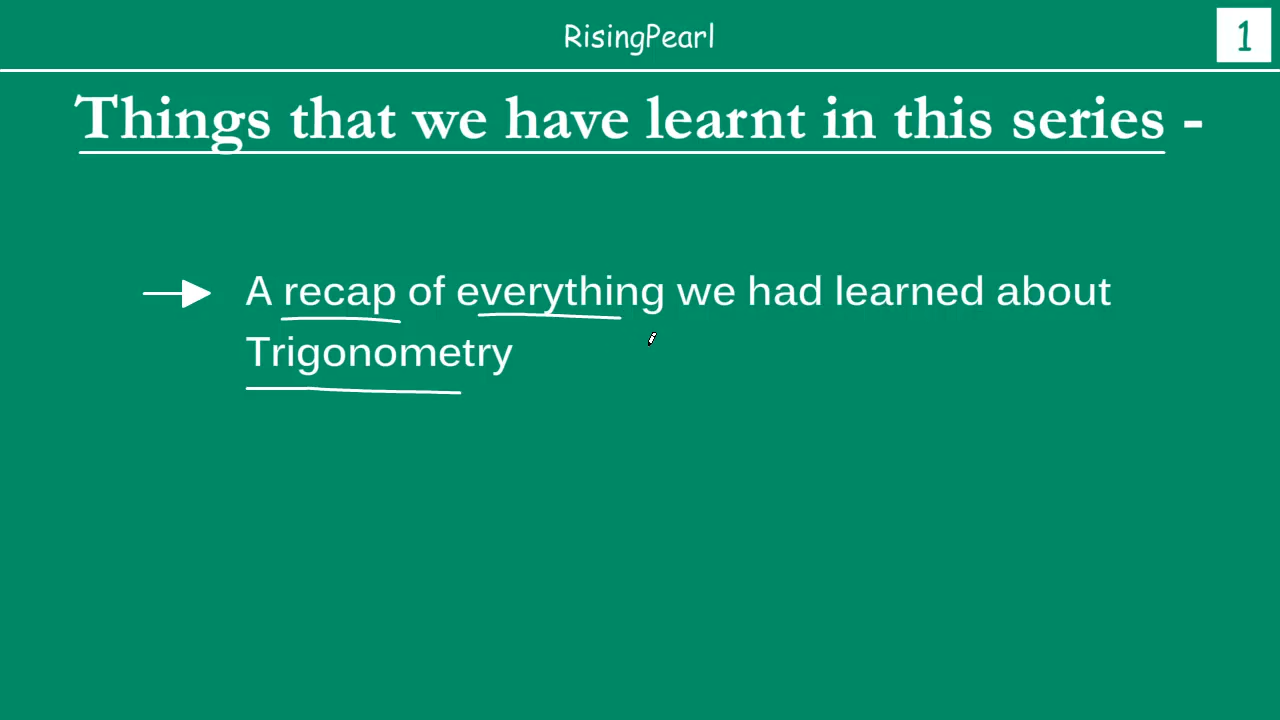 RisingPearl
1
Things that we have learnt in this series -
A recap of everything we had learned about
Trigonometry